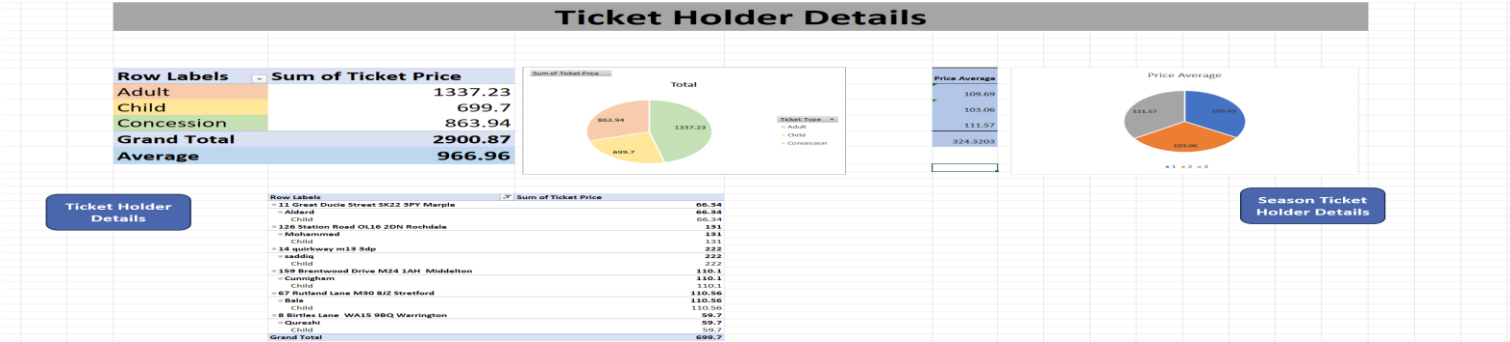 Ticket Holder Details
Row Labels Sum of Ticket Price
Adult 1337.23
Child 699.7
Concession 863.94
Grand Total 2900.87
Average 966.96
Sum of Ticket Price
Total
863.94
1337.23
699.7
Ticket Type
Adult
Child
Concession
Price Average
109.69
103.06
111.57
324.3203
Price Average
111.57
103.06
1 2 3
Ticket Holder
Details
Row Labels Sum of Ticket Price
11 Great Ducie Street SK22 3PY Marple 66.34
Alderd 66.34
Child 66.34
126 Station Road OL16 2DN Rochdale 131
Mohammed 131
Child 131
14 quirkway m13 3dp 222
saddiq 222
Child 222
159 Brentwood Drive M24 1AH Middelton 110.1
Cunnigham 110.1
Child 110.1
67 Rutland Lane M30 8JZ Stretford 110.56
Bala 110.56
Child 110.56
8 Birtles Lane WA15 9BQ Warrington 59.7
Qureshi 59.7
Child 59.7
Grand Total 699.7
Season Ticket
Holder Details